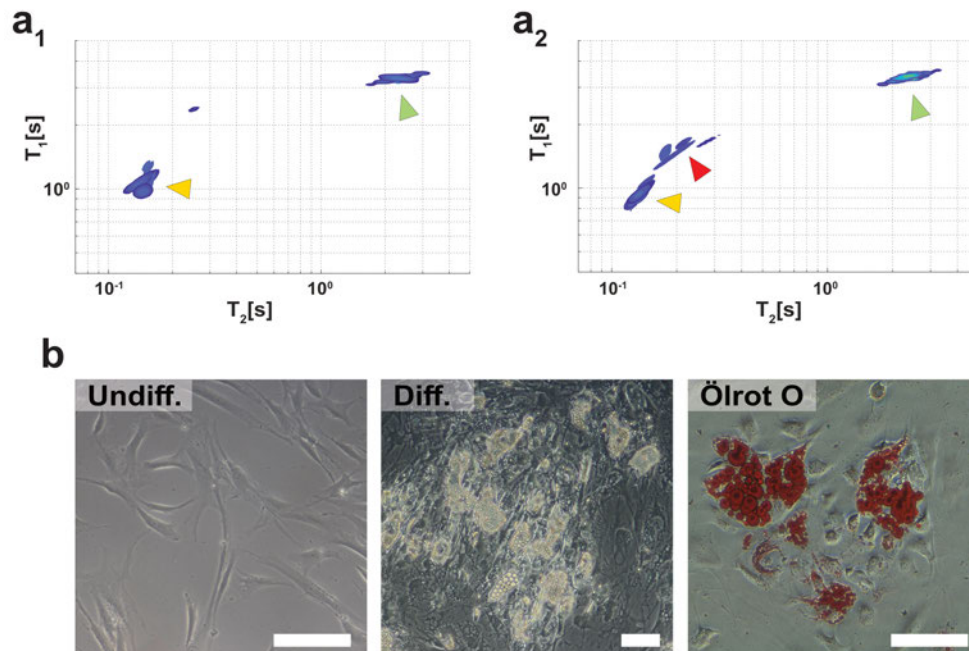 a1
a2
T1[s]
10^0
10^-1
10^0
T2[s]
T1[s]
10^0
10^-1
10^0
T2[s]
b
Undiff.
Diff.
Ölrot O